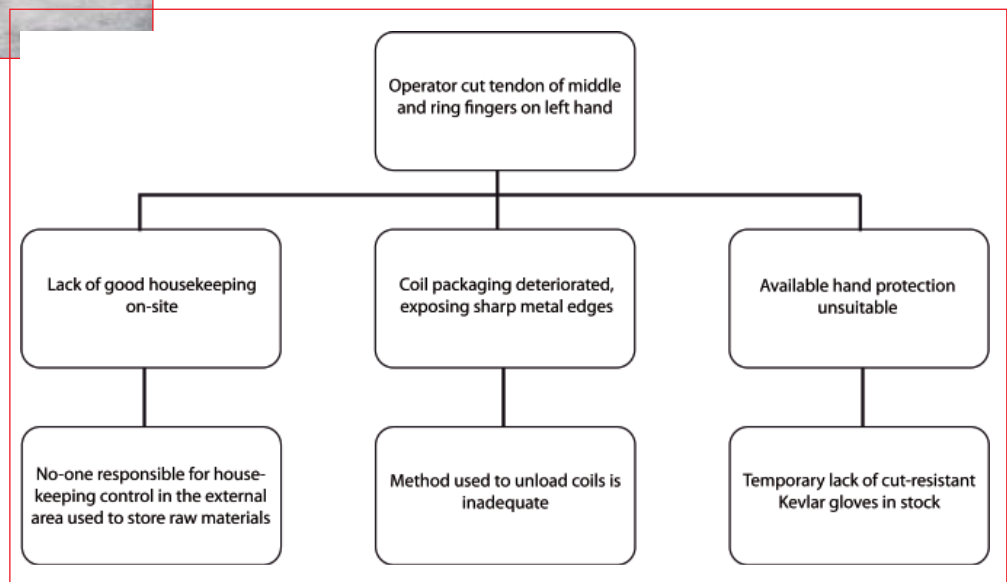 Operator cut tendon of middle
and ring fingers on left hand
Lack of good housekeeping
on-site
Coil packaging deteriorated,
exposing sharp metal edges
Available hand protection
unsuitable
No-one responsible for house-
keeping control in the external
area used to store raw materials
Method used to unload coils is
inadequate
Temporary lack of cut-resistant
Kevlar gloves in stock